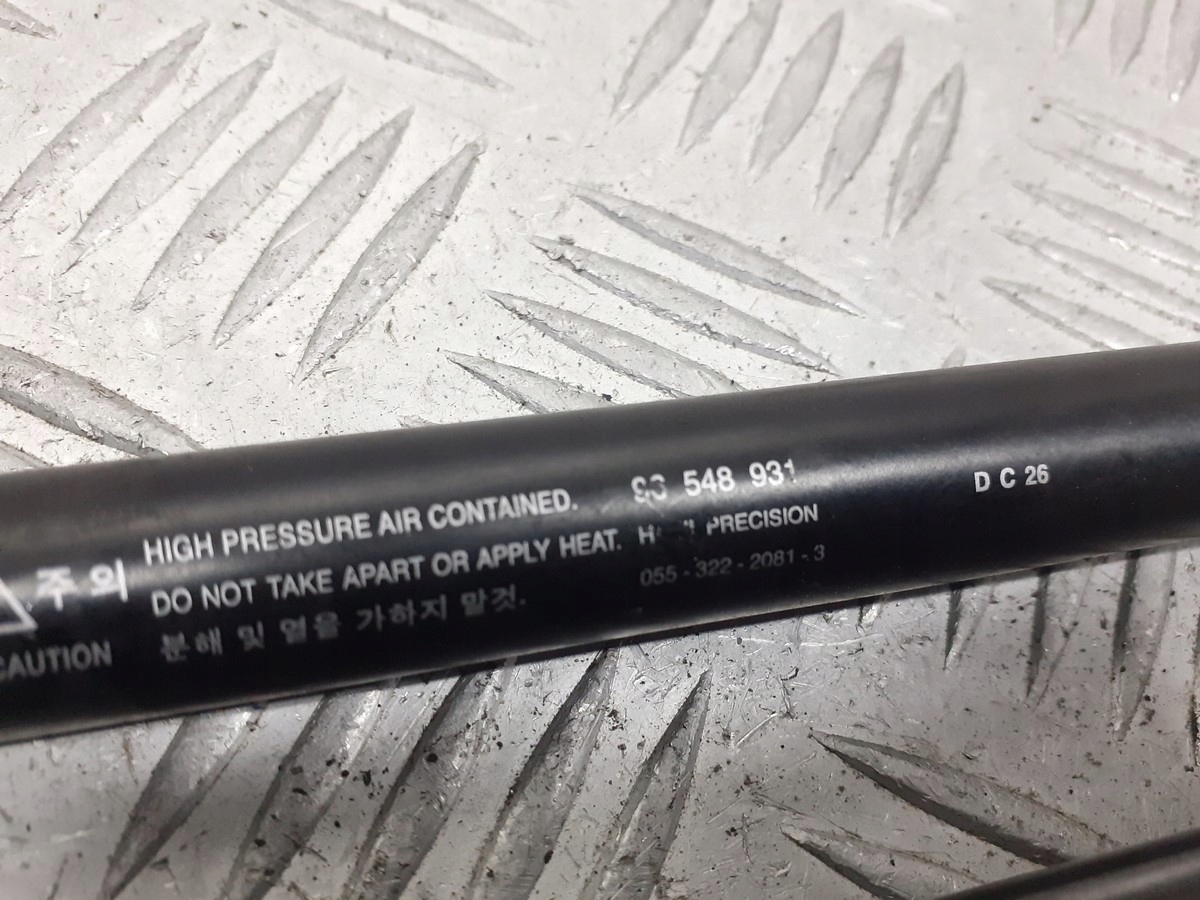 HIGH PRESSURE AIR CONTAINED.
DO NOT TAKE APART OR APPLY HEAT.
분해 및 열을 가하지 말것.
주의
CAUTION
548 931
PRECISION
055-322-2081-3
D C 26